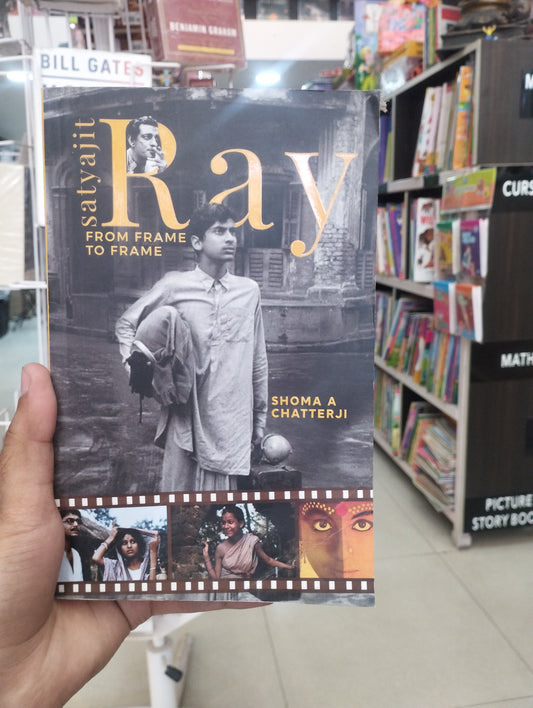 BENJAMIN GRAHAM
BILL GATES
satyajit
Ray
FROM FRAME
TO FRAME
SHOMA A
CHATTERJI
M
CURS
MATH
PICTURE
STORY BOO